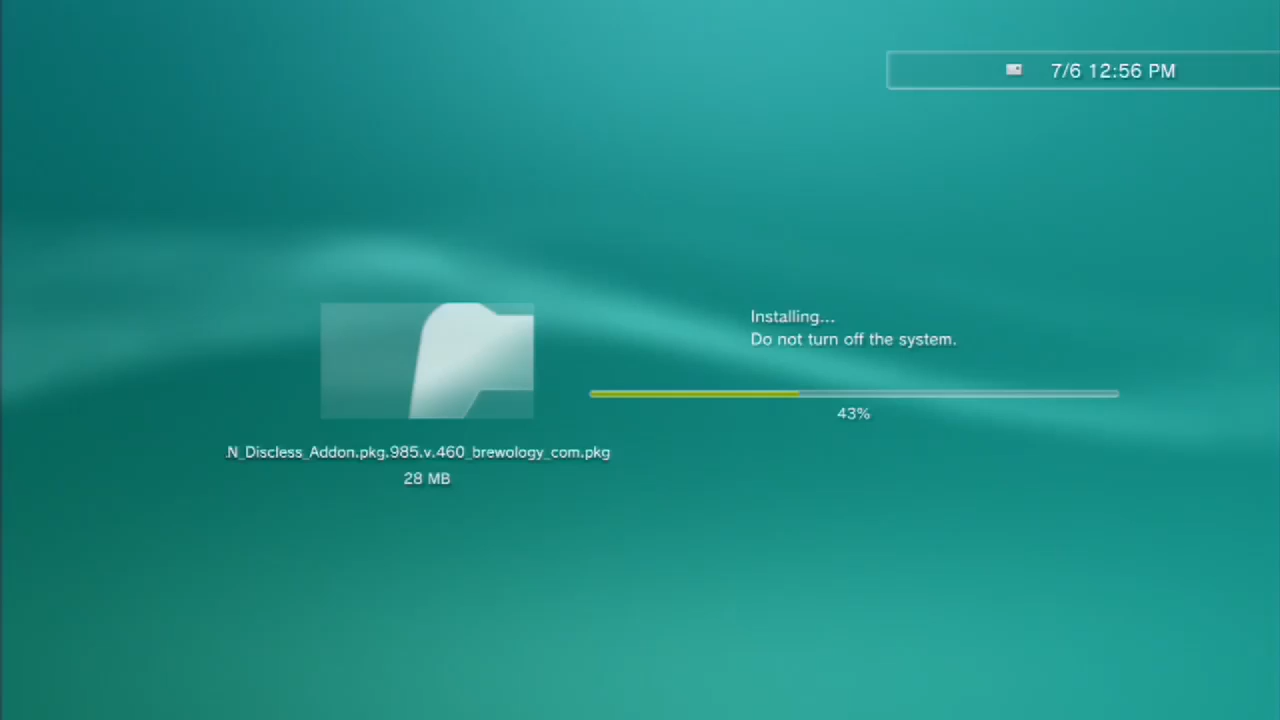 7/6 12:56 PM
Installing...
Do not turn off the system.
43%
.N_Discless_Addon.pkg.985.v.460_brewology_com.pkg
28 MB